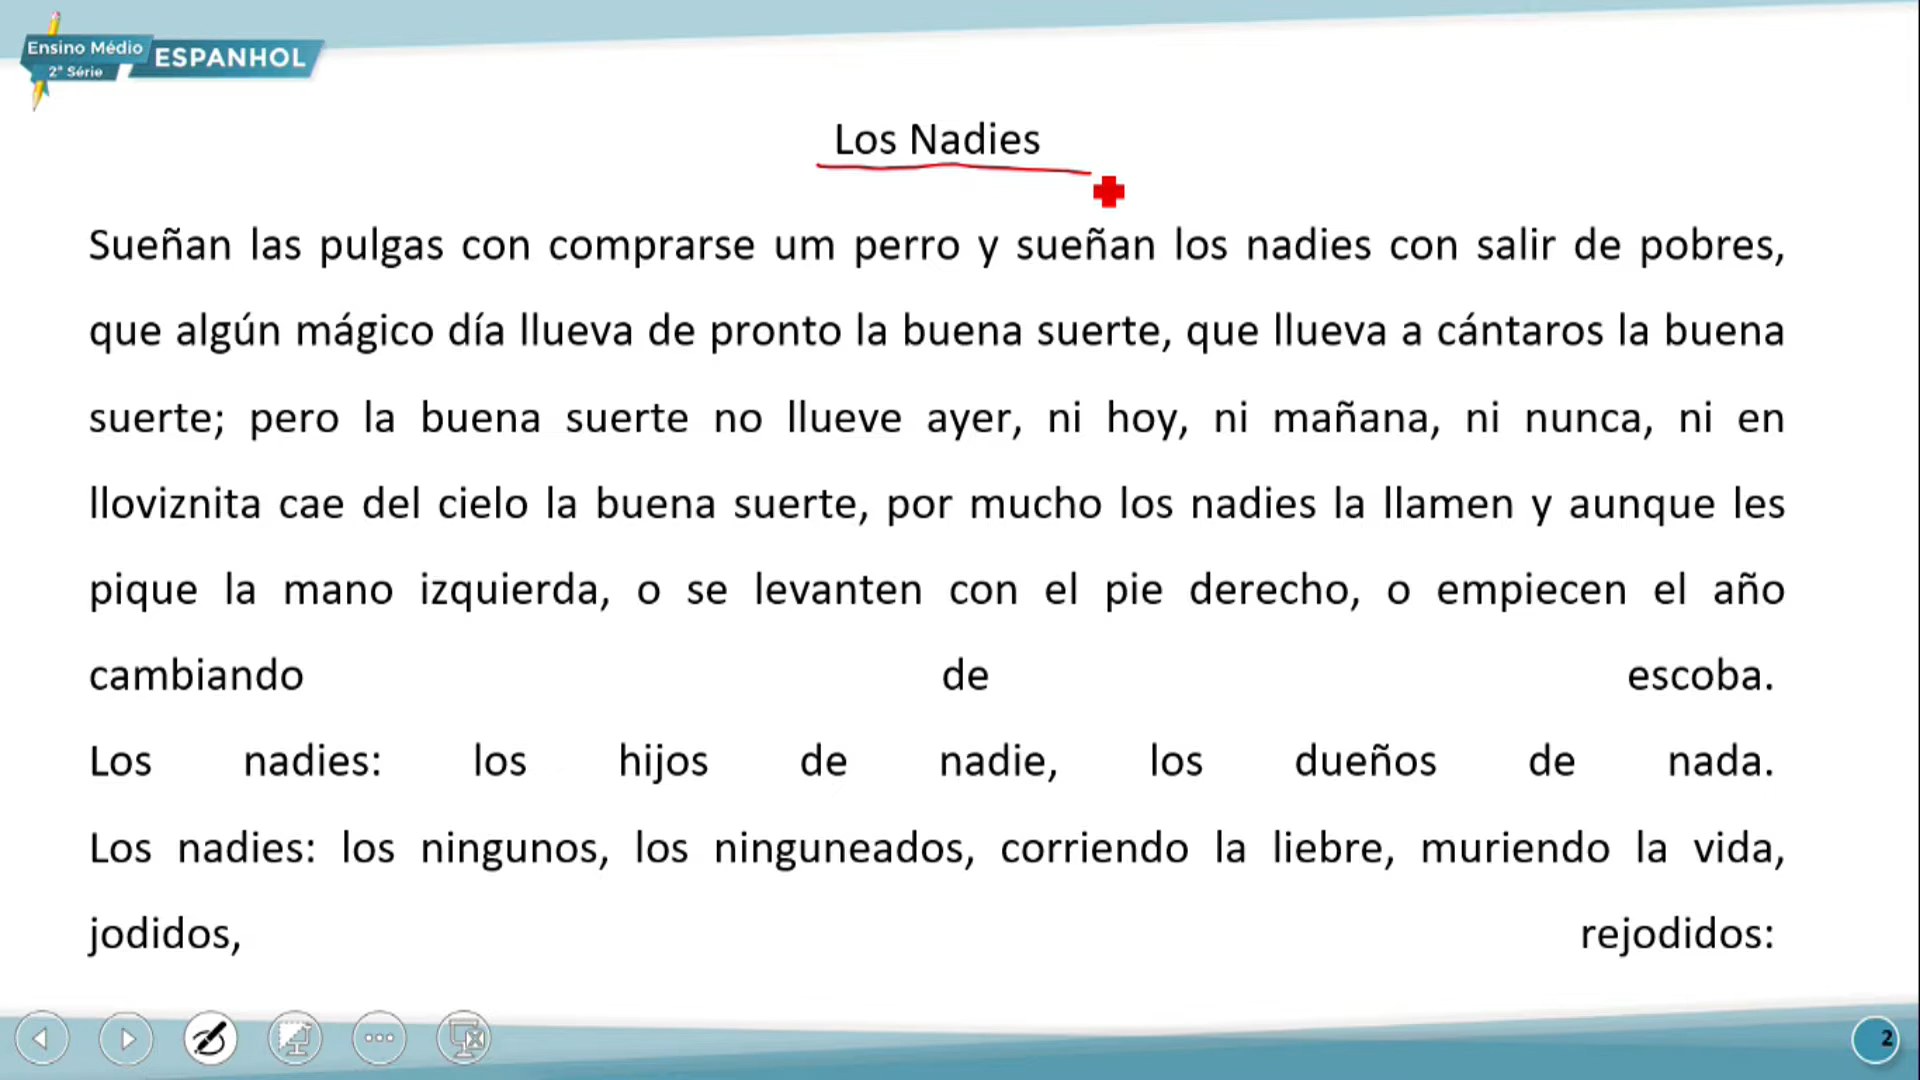 Ensino Médio
2ª Série
ESPANHOL
Los Nadies
Sueñan las pulgas con comprarse um perro y sueñan los nadies con salir de pobres,
que algún mágico día llueva de pronto la buena suerte, que llueva a cántaros la buena
suerte; pero la buena suerte no llueve ayer, ni hoy, ni mañana, ni nunca, ni en
lloviznita cae del cielo la buena suerte, por mucho los nadies la llamen y aunque les
pique la mano izquierda, o se levanten con el pie derecho, o empiecen el año
cambiando de escoba.
Los nadies: los hijos de nadie, los dueños de nada.
Los nadies: los ningunos, los ninguneados, corriendo la liebre, muriendo la vida,
jodidos, rejodidos:
2